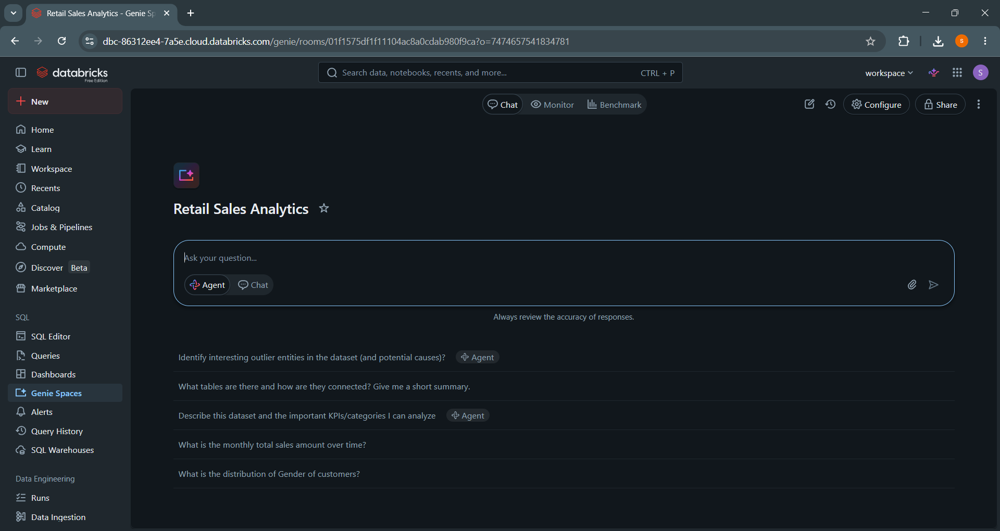 Retail Sales Analytics - Genie Sp
dbc-86312ee4-7a5e.cloud.databricks.com/genie/rooms/01f1575df1f11104ac8a0cdab980f9ca?o=7474657541834781
S
databricks
Free Edition
Search data, notebooks, recents, and more...
CTRL + P
workspace
S
New
Home
Learn
Workspace
Recents
Catalog
Jobs & Pipelines
Compute
Discover Beta
Marketplace
SQL
SQL Editor
Queries
Dashboards
Genie Spaces
Alerts
Query History
SQL Warehouses
Data Engineering
Runs
Data Ingestion
Chat
Monitor
Benchmark
Configure
Share
Retail Sales Analytics
Ask your question...
Agent
Chat
Always review the accuracy of responses.
Identify interesting outlier entities in the dataset (and potential causes)? Agent
What tables are there and how are they connected? Give me a short summary.
Describe this dataset and the important KPIs/categories I can analyze Agent
What is the monthly total sales amount over time?
What is the distribution of Gender of customers?